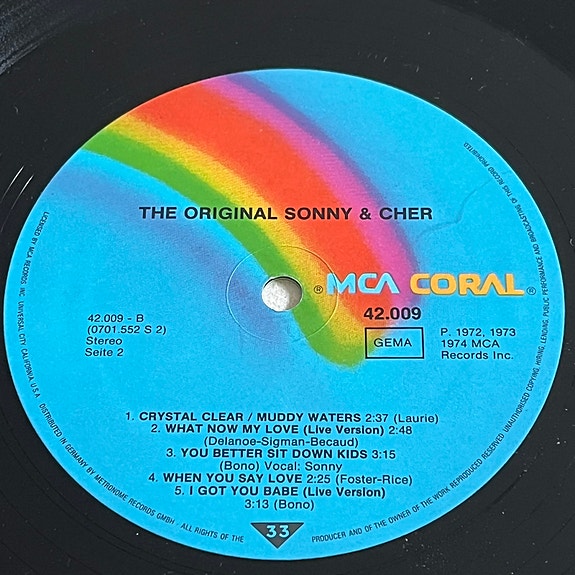 THE ORIGINAL SONNY & CHER
® MCA CORAL ®
42.009
GEMA
42.009 - B
(0701.552 S 2)
Stereo
Seite 2
P. 1972, 1973
1974 MCA
Records Inc.
1. CRYSTAL CLEAR / MUDDY WATERS 2:37 (Laurie)
2. WHAT NOW MY LOVE (Live Version) 2:48
(Delanoe-Sigman-Becaud)
3. YOU BETTER SIT DOWN KIDS 3:15
(Bono) Vocal: Sonny
4. WHEN YOU SAY LOVE 2:25 (Foster-Rice)
5. I GOT YOU BABE (Live Version)
3:13 (Bono)
33
LICENSED BY MCA RECORDS INC. UNIVERSAL CITY, CALIFORNIA, U.S.A.
DISTRIBUTED IN GERMANY BY METRONOME RECORDS GMBH - ALL RIGHTS OF THE
PRODUCER AND OF THE OWNER OF THE WORK REPRODUCED RESERVED UNAUTHORISED COPYING, HIRING, LENDING, PUBLIC PERFORMANCE AND BROADCASTING OF THIS RECORD PROHIBITED